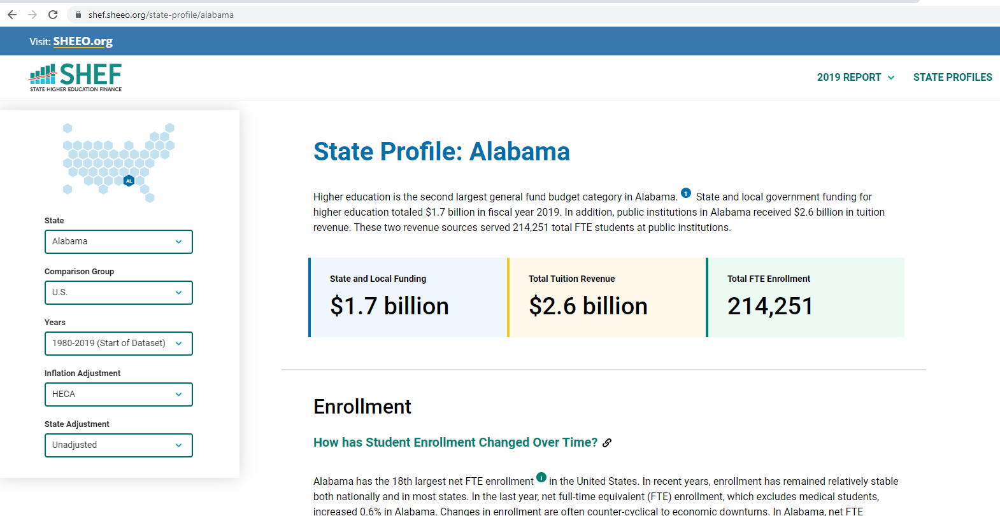 shef.sheeo.org/state-profile/alabama
Visit: SHEEO.org
SHEF
STATE HIGHER EDUCATION FINANCE
2019 REPORT
STATE PROFILES
AL
State
Alabama
Comparison Group
U.S.
Years
1980-2019 (Start of Dataset)
Inflation Adjustment
HECA
State Adjustment
Unadjusted
State Profile: Alabama
Higher education is the second largest general fund budget category in Alabama. 1 State and local government funding for
higher education totaled $1.7 billion in fiscal year 2019. In addition, public institutions in Alabama received $2.6 billion in tuition
revenue. These two revenue sources served 214,251 total FTE students at public institutions.
State and Local Funding
$1.7 billion
Total Tuition Revenue
$2.6 billion
Total FTE Enrollment
214,251
Enrollment
How has Student Enrollment Changed Over Time?
Alabama has the 18th largest net FTE enrollment i in the United States. In recent years, enrollment has remained relatively stable
both nationally and in most states. In the last year, net full-time equivalent (FTE) enrollment, which excludes medical students,
increased 0.6% in Alabama. Changes in enrollment are often counter-cyclical to economic downturns. In Alabama, net FTE